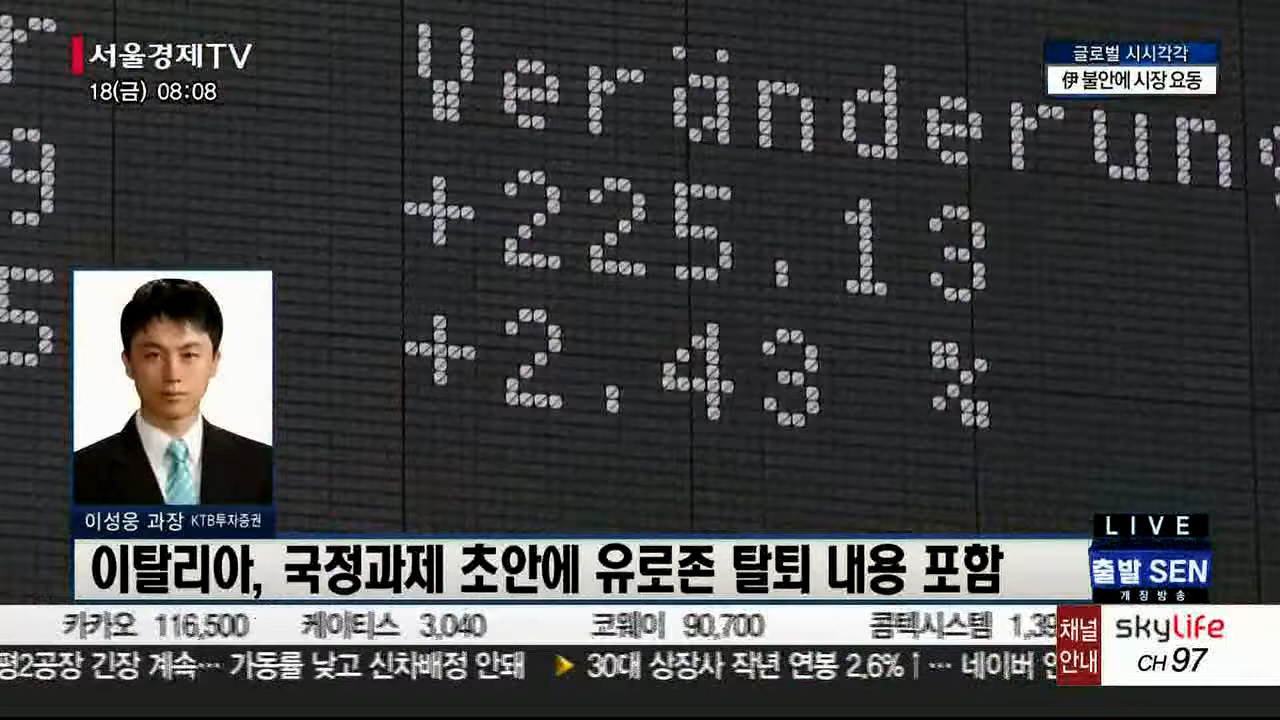 서울경제TV
18(금) 08:08
글로벌 시시각각
伊 불안에 시장 요동
r
Veränderung
g
+225,13
5
+2,43 %
이성웅 과장 KTB투자증권
LIVE
이탈리아, 국정과제 초안에 유로존 탈퇴 내용 포함
출발 SEN
개장방송
카카오 116,500 케이티스 3,040 코웨이 90,700 콤텍시스템 1,39
채널안내
skylife
CH 97
평2공장 긴장 계속… 가동률 낮고 신차배정 안돼 ▶ 30대 상장사 작년 연봉 2.6%↑… 네이버